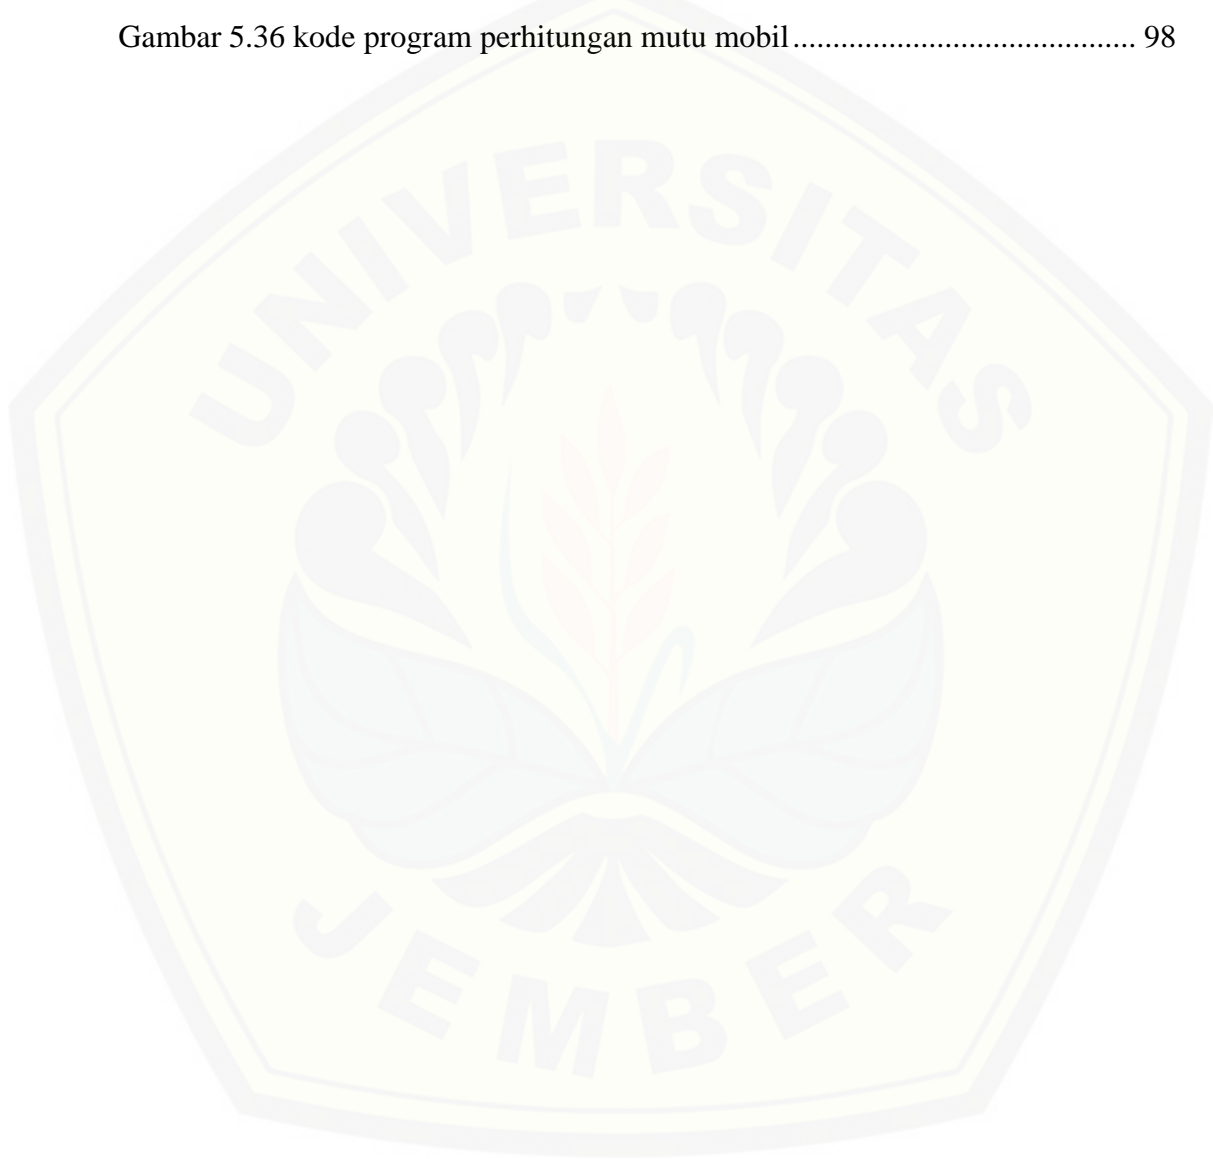 Gambar 5.36 kode program perhitungan mutu mobil ........................................... 98
UNIVERSITAS
JEMBER